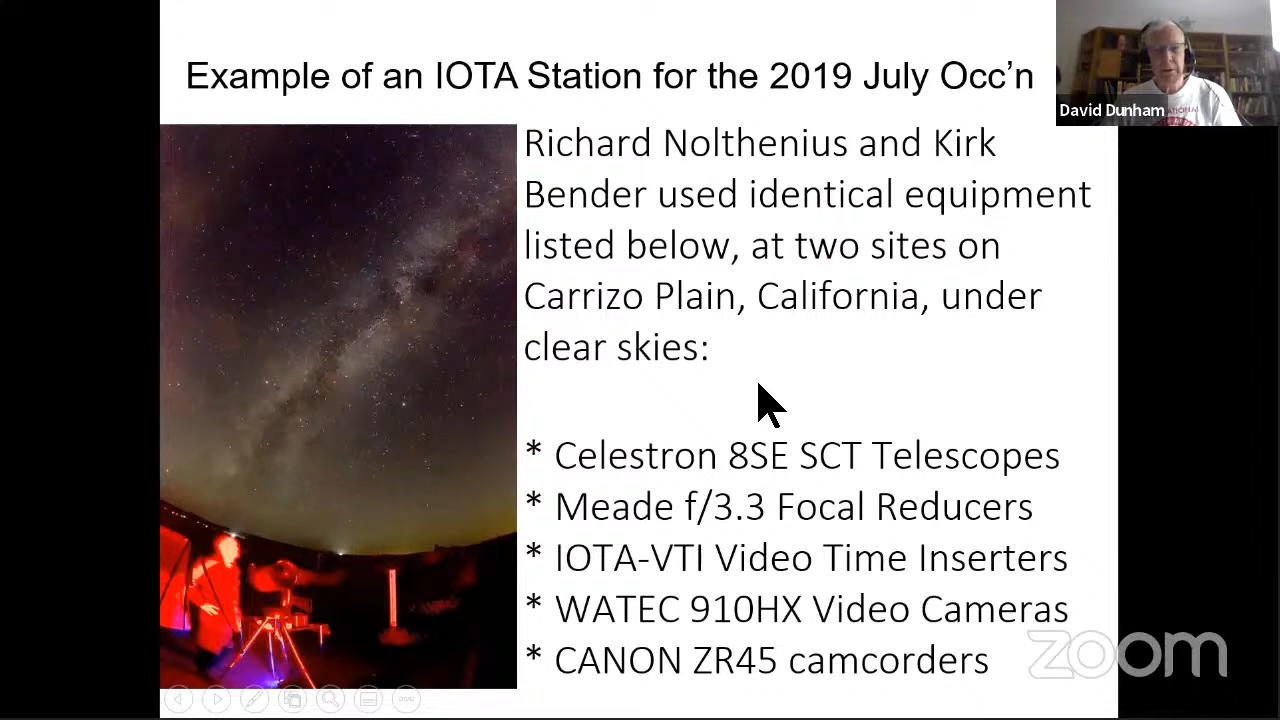 Example of an IOTA Station for the 2019 July Occ'n
David Dunham
Richard Nolthenius and Kirk
Bender used identical equipment
listed below, at two sites on
Carrizo Plain, California, under
clear skies:
* Celestron 8SE SCT Telescopes
* Meade f/3.3 Focal Reducers
* IOTA-VTI Video Time Inserters
* WATEC 910HX Video Cameras
* CANON ZR45 camcorders
zoom